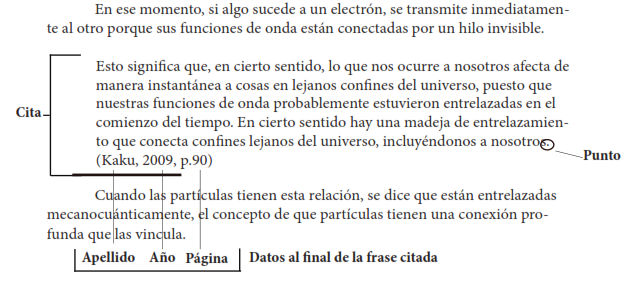 En ese momento, si algo sucede a un electrón, se transmite inmediatamen-
te al otro porque sus funciones de onda están conectadas por un hilo invisible.
Esto significa que, en cierto sentido, lo que nos ocurre a nosotros afecta de
manera instantánea a cosas en lejanos confines del universo, puesto que
nuestras funciones de onda probablemente estuvieron entrelazadas en el
Cita
comienzo del tiempo. En cierto sentido hay una madeja de entrelazamien-
to que conecta confines lejanos del universo, incluyéndonos a nosotros.
(Kaku, 2009, p.90)
Punto
Cuando las partículas tienen esta relación, se dice que están entrelazadas
mecanocuánticamente, el concepto de que partículas tienen una conexión pro-
funda que las vincula.
Apellido Año Página Datos al final de la frase citada